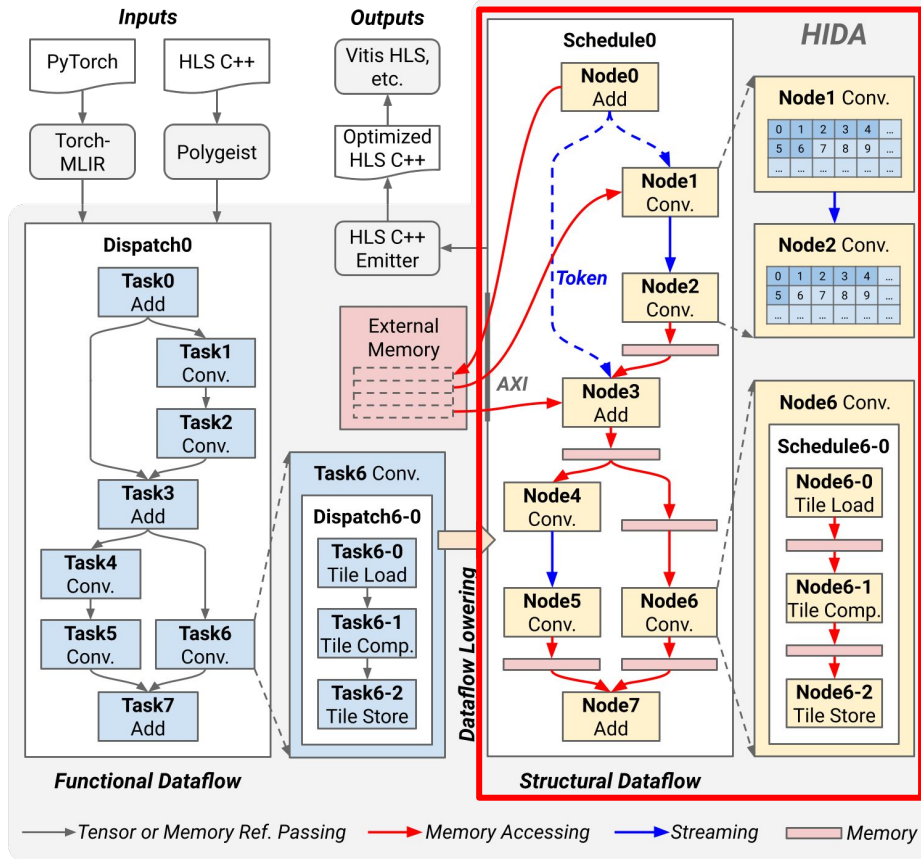 Inputs
Outputs
PyTorch
HLS C++
Torch-
MLIR
Polygeist
Vitis HLS,
etc.
Optimized
HLS C++
HLS C++
Emitter
Dispatch0
Task0
Add
Task1
Conv.
Task2
Conv.
Task3
Add
Task4
Conv.
Task5
Conv.
Task6
Conv.
Task7
Add
Functional Dataflow
Task6 Conv.
Dispatch6-0
Task6-0
Tile Load
Task6-1
Tile Comp.
Task6-2
Tile Store
External
Memory
AXI
Dataflow Lowering
HIDA
Schedule0
Node0
Add
Node1
Conv.
Token
Node2
Conv.
Node3
Add
Node4
Conv.
Node5
Conv.
Node6
Conv.
Node7
Add
Structural Dataflow
Node1 Conv.
0 1 2 3 4 ...
5 6 7 8 9 ...
... ... ... ... ... ...
Node2 Conv.
0 1 2 3 4 ...
5 6 7 8 9 ...
... ... ... ... ... ...
Node6 Conv.
Schedule6-0
Node6-0
Tile Load
Node6-1
Tile Comp.
Node6-2
Tile Store
Tensor or Memory Ref. Passing
Memory Accessing
Streaming
Memory